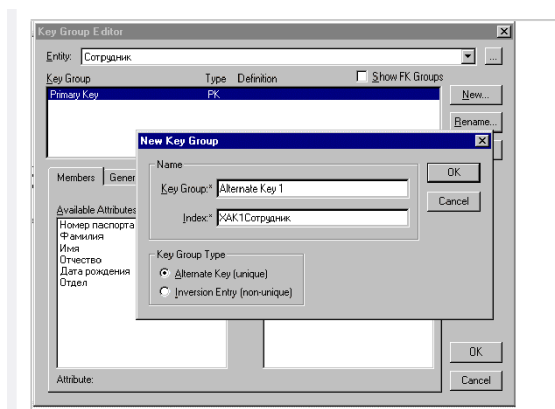 Key Group Editor
Entity: Сотрудник ...
Key Group Type Definition Show FK Groups
Primary Key PK
New...
Rename...
New Key Group
Name
Key Group:* Alternate Key 1
Index:* XAK1Сотрудник
OK
Cancel
Key Group Type
Alternate Key (unique)
Inversion Entry (non-unique)
Members Gener
Available Attributes
Номер паспорта
Фамилия
Имя
Отчество
Дата рождения
Отдел
Attribute:
OK
Cancel